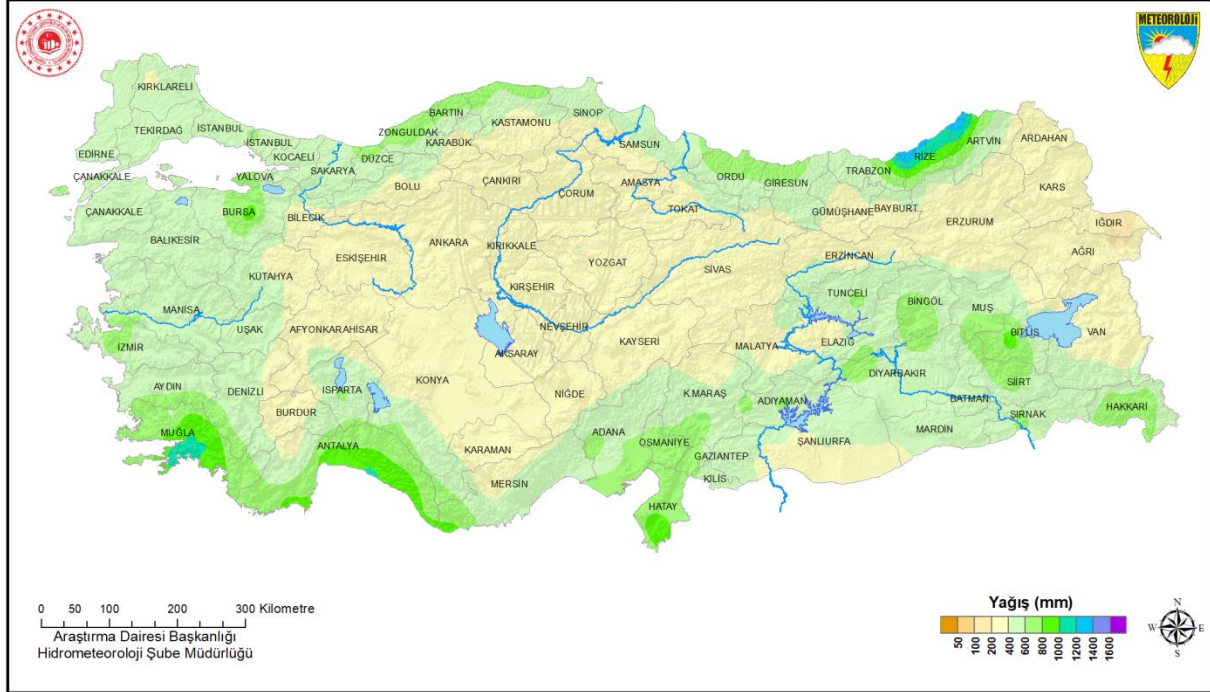 METEOROLOJİ
KIRKLARELİ
TEKİRDAĞ
İSTANBUL
İSTANBUL
EDİRNE
KOCAELİ
ÇANAKKALE
YALOVA
SAKARYA
DÜZCE
ZONGULDAK
BARTIN
KARABÜK
KASTAMONU
SİNOP
SAMSUN
ORDU
GİRESUN
TRABZON
RİZE
ARTVİN
ARDAHAN
KARS
ÇANAKKALE
BURSA
BİLECİK
BOLU
ÇANKIRI
ÇORUM
AMASYA
TOKAT
GÜMÜŞHANE
BAYBURT
ERZURUM
IĞDIR
AĞRI
BALIKESİR
KÜTAHYA
ESKİŞEHİR
ANKARA
KIRIKKALE
YOZGAT
SİVAS
ERZİNCAN
KIRŞEHİR
TUNCELİ
BİNGÖL
MUŞ
BİTLİS
VAN
MANİSA
UŞAK
AFYONKARAHİSAR
NEVŞEHİR
KAYSERİ
MALATYA
ELAZIĞ
İZMİR
AKSARAY
DİYARBAKIR
SİİRT
AYDIN
DENİZLİ
ISPARTA
KONYA
NİĞDE
K.MARAŞ
ADIYAMAN
BATMAN
ŞIRNAK
HAKKARİ
BURDUR
MUĞLA
ANTALYA
KARAMAN
ADANA
OSMANİYE
GAZİANTEP
ŞANLIURFA
MARDİN
MERSİN
KİLİS
HATAY
0 50 100 200 300 Kilometre
Araştırma Dairesi Başkanlığı
Hidrometeoroloji Şube Müdürlüğü
Yağış (mm)
50 100 200 400 600 800 1000 1200 1400 1600
N
W E
S